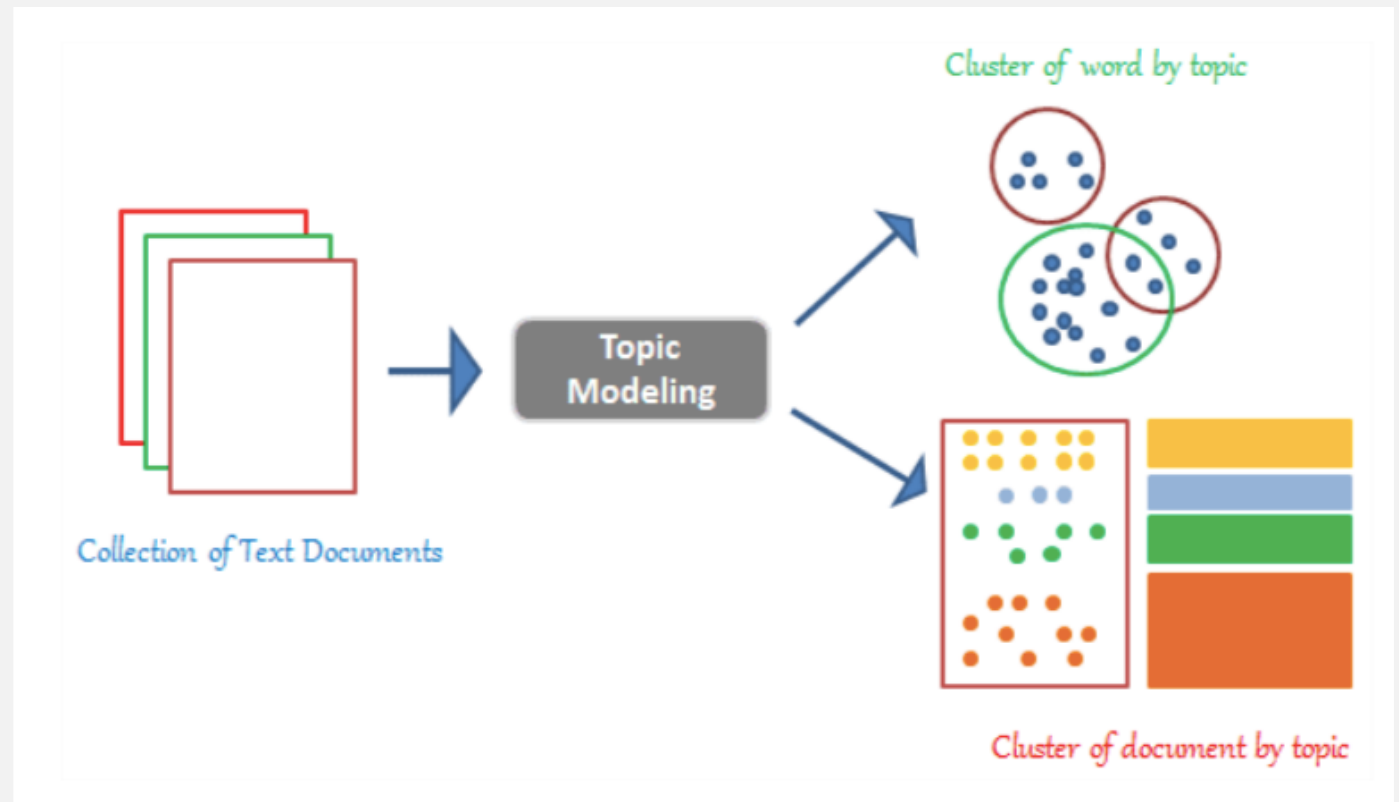 Cluster of word by topic
Topic
Modeling
Collection of Text Documents
Cluster of document by topic